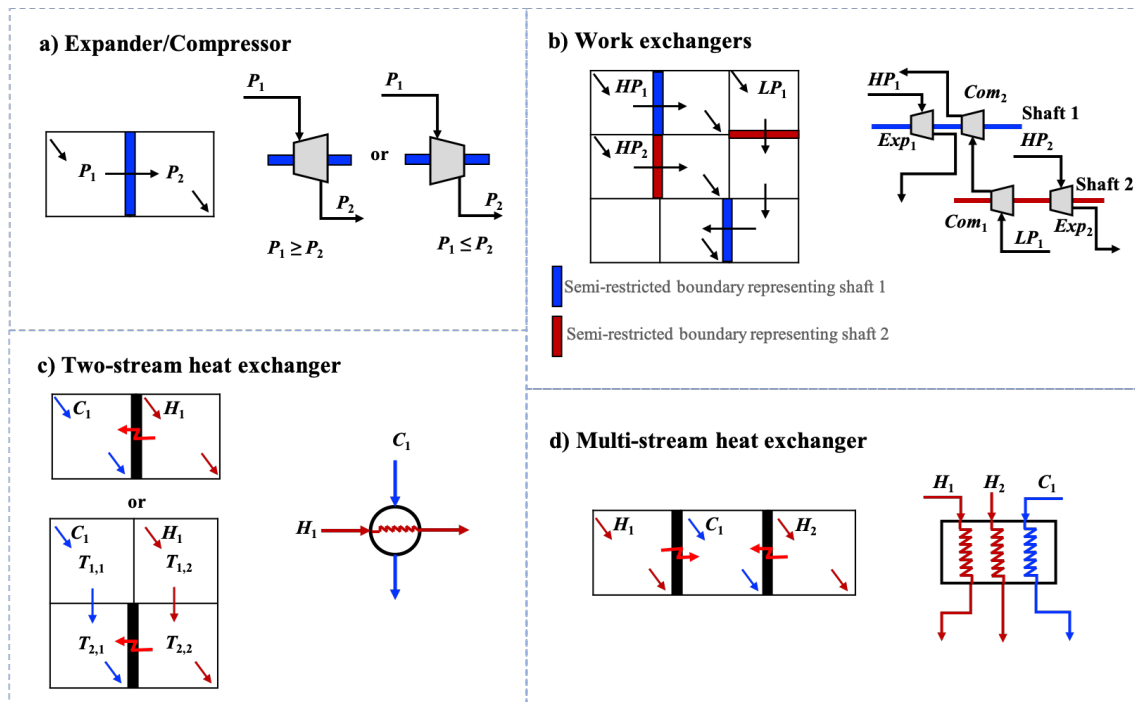 a) Expander/Compressor
P₁
P₂
P₁
P₂
P₁ ≥ P₂
or
P₁
P₂
P₁ ≤ P₂
b) Work exchangers
HP₁
LP₁
HP₂
HP₁
Com₂
Shaft 1
Exp₁
HP₂
Shaft 2
Com₁
Exp₂
LP₁
Semi-restricted boundary representing shaft 1
Semi-restricted boundary representing shaft 2
c) Two-stream heat exchanger
C₁
H₁
or
C₁
H₁
T₁,₁
T₁,₂
T₂,₁
T₂,₂
C₁
H₁
d) Multi-stream heat exchanger
H₁
C₁
H₂
H₁
H₂
C₁